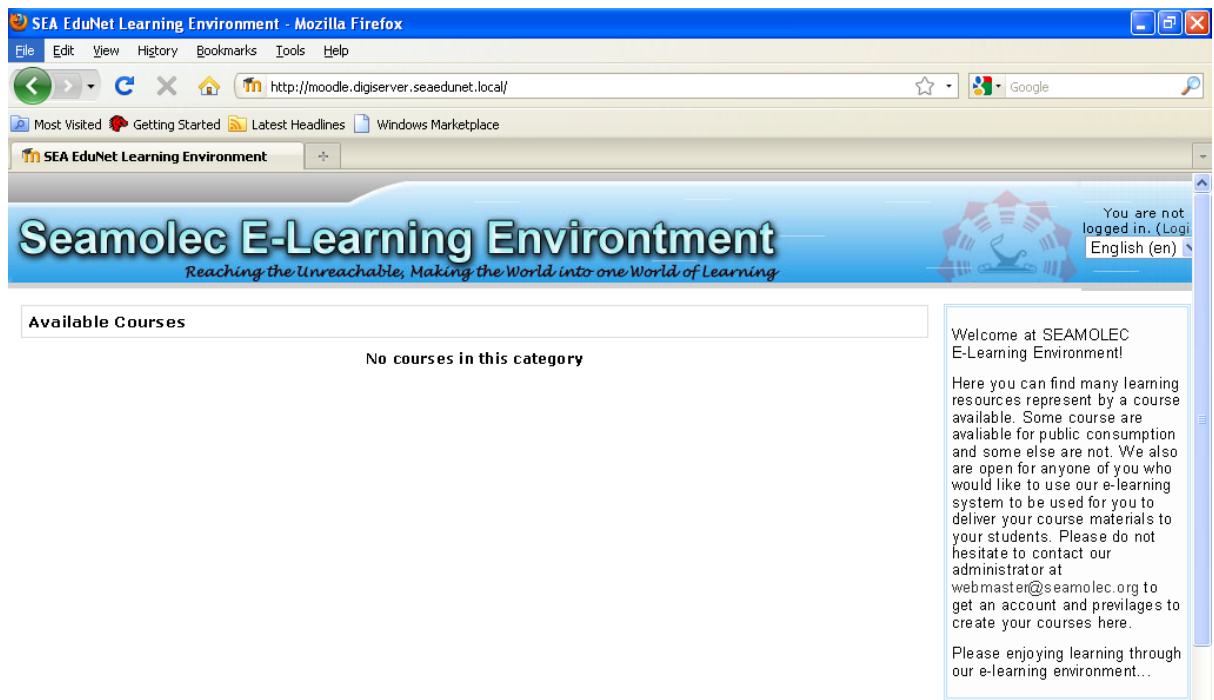 SEA EduNet Learning Environment - Mozilla Firefox
File Edit View History Bookmarks Tools Help
http://moodle.digiserver.seaedunet.local/
Google
Most Visited Getting Started Latest Headlines Windows Marketplace
SEA EduNet Learning Environment
Seamolec E-Learning Environtment
Reaching the Unreachable, Making the World into one World of Learning
You are not
logged in. (Logi
English (en)
Available Courses
No courses in this category
Welcome at SEAMOLEC
E-Learning Environment!
Here you can find many learning
resources represent by a course
available. Some course are
avaliable for public consumption
and some else are not. We also
are open for anyone of you who
would like to use our e-learning
system to be used for you to
deliver your course materials to
your students. Please do not
hesitate to contact our
administrator at
webmaster@seamolec.org to
get an account and previlages to
create your courses here.
Please enjoying learning through
our e-learning environment...